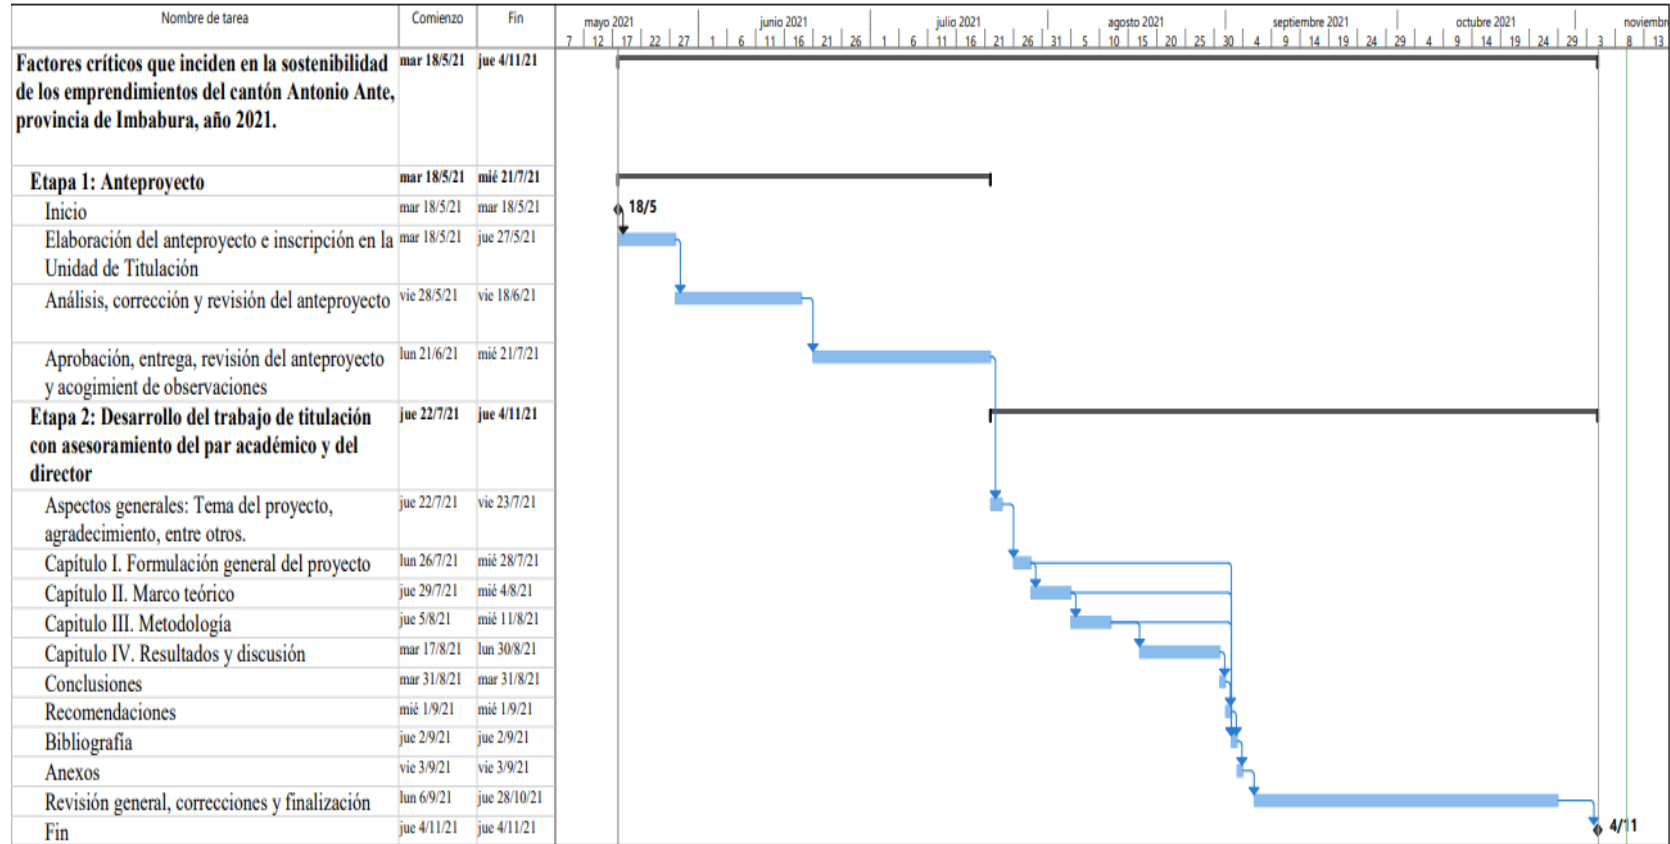 Nombre de tarea Comienzo Fin
mayo 2021 junio 2021 julio 2021 agosto 2021 septiembre 2021 octubre 2021 noviembr
7 12 17 22 27 1 6 11 16 21 26 1 6 11 16 21 26 31 5 10 15 20 25 30 4 9 14 19 24 29 4 9 14 19 24 29 3 8 13
Factores críticos que inciden en la sostenibilidad mar 18/5/21 jue 4/11/21
de los emprendimientos del cantón Antonio Ante,
provincia de Imbabura, año 2021.
Etapa 1: Anteproyecto mar 18/5/21 mié 21/7/21
Inicio mar 18/5/21 mar 18/5/21 18/5
Elaboración del anteproyecto e inscripción en la mar 18/5/21 jue 27/5/21
Unidad de Titulación
Análisis, corrección y revisión del anteproyecto vie 28/5/21 vie 18/6/21
Aprobación, entrega, revisión del anteproyecto lun 21/6/21 mié 21/7/21
y acogimient de observaciones
Etapa 2: Desarrollo del trabajo de titulación jue 22/7/21 jue 4/11/21
con asesoramiento del par académico y del
director
Aspectos generales: Tema del proyecto, jue 22/7/21 vie 23/7/21
agradecimiento, entre otros.
Capítulo I. Formulación general del proyecto lun 26/7/21 mié 28/7/21
Capítulo II. Marco teórico jue 29/7/21 mié 4/8/21
Capitulo III. Metodología jue 5/8/21 mié 11/8/21
Capitulo IV. Resultados y discusión mar 17/8/21 lun 30/8/21
Conclusiones mar 31/8/21 mar 31/8/21
Recomendaciones mié 1/9/21 mié 1/9/21
Bibliografía jue 2/9/21 jue 2/9/21
Anexos vie 3/9/21 vie 3/9/21
Revisión general, correcciones y finalización lun 6/9/21 jue 28/10/21
Fin jue 4/11/21 jue 4/11/21 4/11